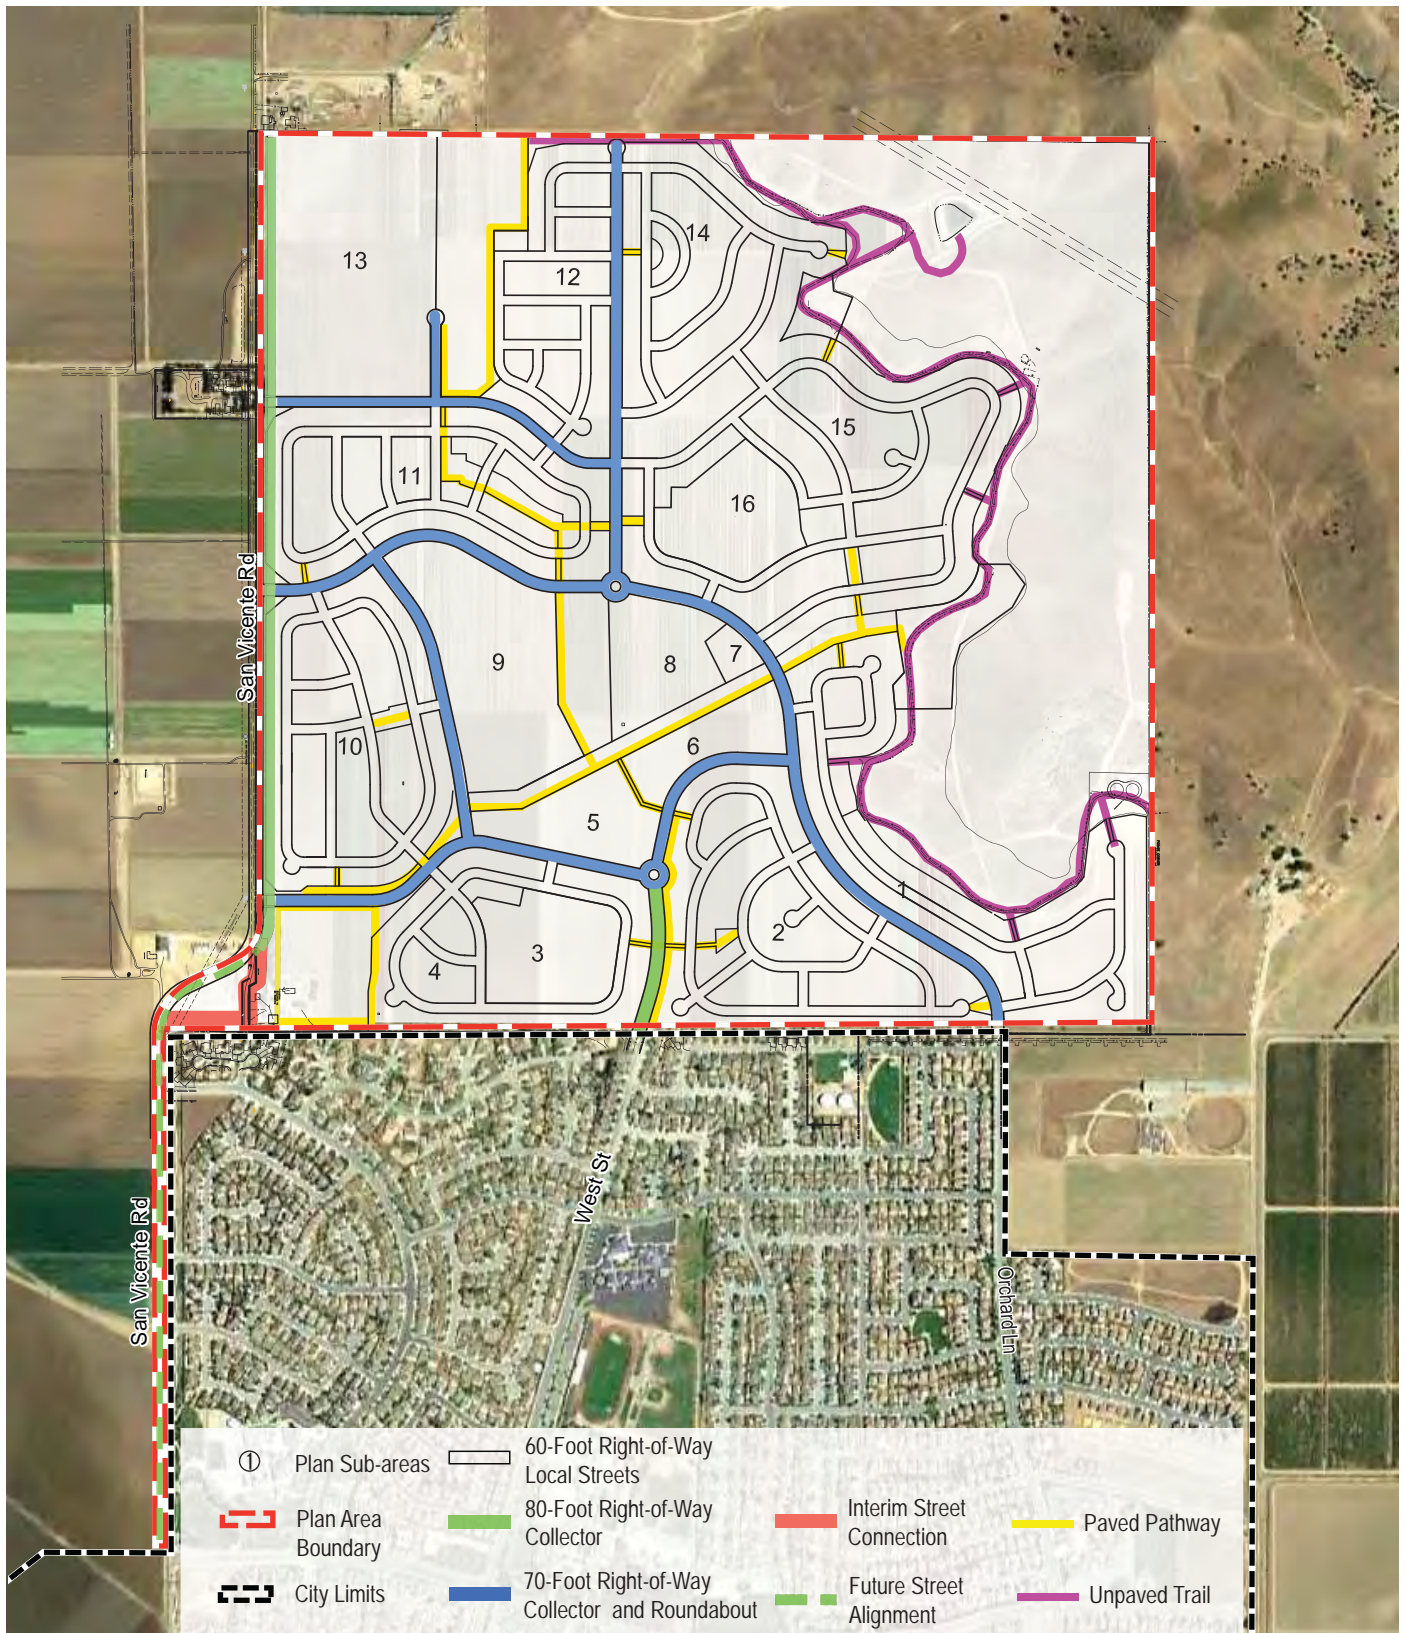 13
14
12
15
11
16
San Vicente Rd
9
8
7
10
6
5
1
2
3
4
West St
San Vicente Rd
Orchard Ln
1 Plan Sub-areas
60-Foot Right-of-Way
Local Streets
Plan Area
Boundary
80-Foot Right-of-Way
Collector
Interim Street
Connection
Paved Pathway
City Limits
70-Foot Right-of-Way
Collector and Roundabout
Future Street
Alignment
Unpaved Trail